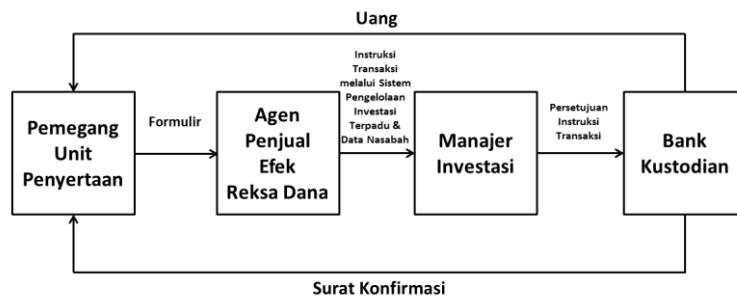 Uang
Pemegang
Unit
Penyertaan
Formulir
Agen
Penjual
Efek
Reksa Dana
Instruksi
Transaksi
melalui Sistem
Pengelolaan
Investasi
Terpadu &
Data Nasabah
Manajer
Investasi
Persetujuan
Instruksi
Transaksi
Bank
Kustodian
Surat Konfirmasi